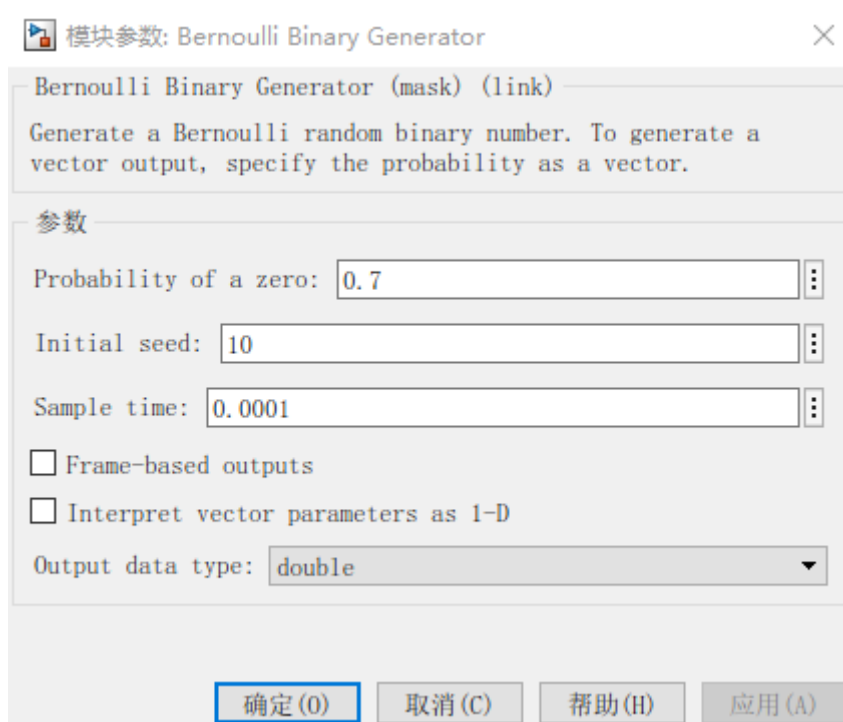 模块参数: Bernoulli Binary Generator
Bernoulli Binary Generator (mask) (link)
Generate a Bernoulli random binary number. To generate a
vector output, specify the probability as a vector.
参数
Probability of a zero: 0.7
Initial seed: 10
Sample time: 0.0001
Frame-based outputs
Interpret vector parameters as 1-D
Output data type: double
确定(O) 取消(C) 帮助(H) 应用(A)